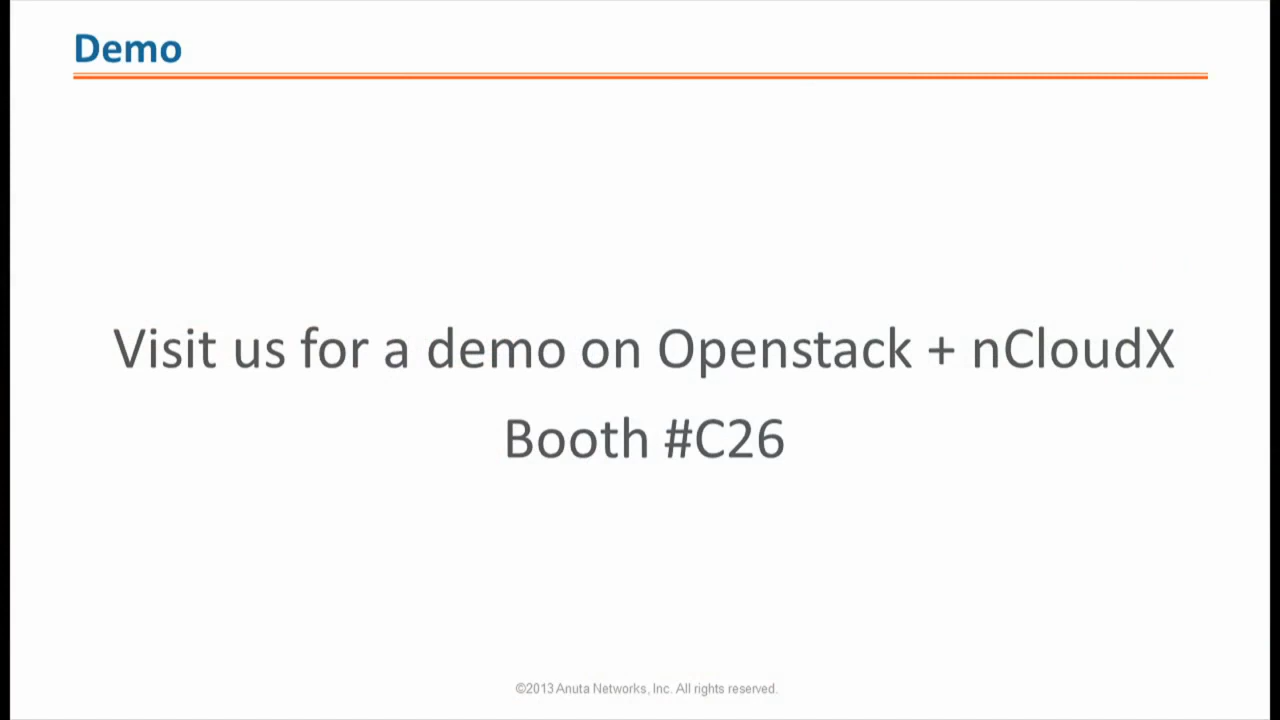 Demo
Visit us for a demo on Openstack + nCloudX
Booth #C26
©2013 Anuta Networks, Inc. All rights reserved.